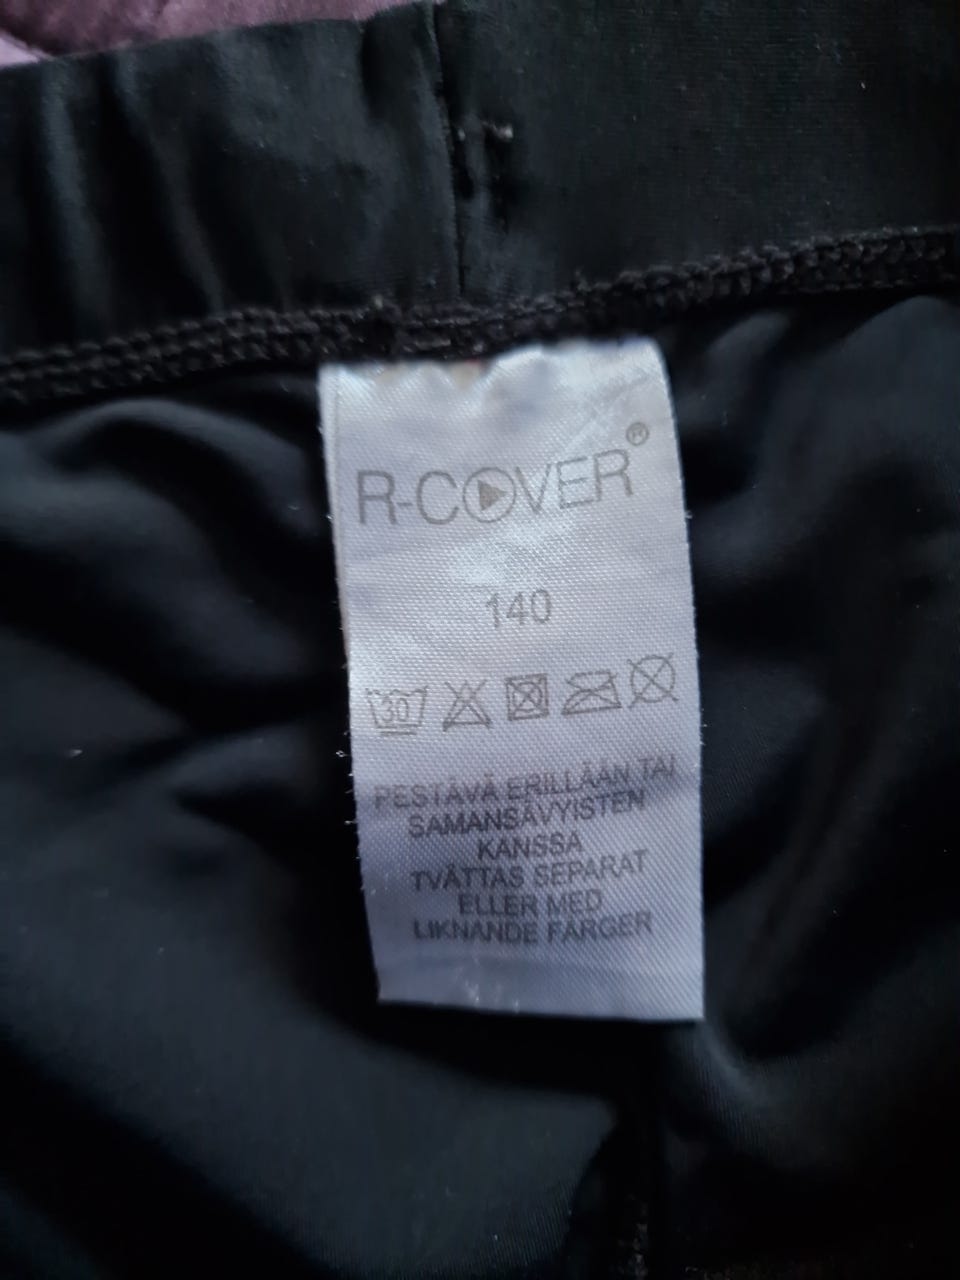 R-COVER®
140
30
PESTÄVÄ ERILLÄÄN TAI
SAMANSÄVYISTEN
KANSSA
TVÄTTAS SEPARAT
ELLER MED
LIKNANDE FÄRGER